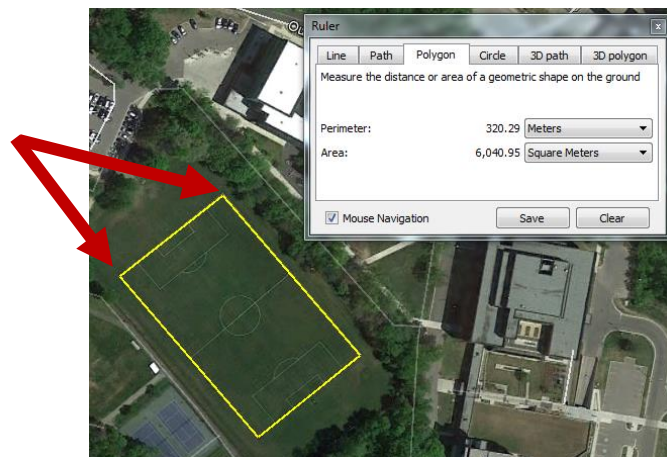 Ruler
Line Path Polygon Circle 3D path 3D polygon
Measure the distance or area of a geometric shape on the ground
Perimeter: 320.29 Meters
Area: 6,040.95 Square Meters
Mouse Navigation Save Clear